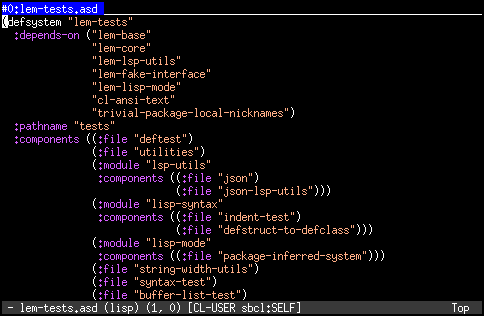 #0:lem-tests.asd
(defsystem "lem-tests"
  :depends-on ("lem-base"
               "lem-core"
               "lem-lsp-utils"
               "lem-fake-interface"
               "lem-lisp-mode"
               "cl-ansi-text"
               "trivial-package-local-nicknames")
  :pathname "tests"
  :components ((:file "deftest")
               (:file "utilities")
               (:module "lsp-utils"
                :components ((:file "json")
                             (:file "json-lsp-utils")))
               (:module "lisp-syntax"
                :components ((:file "indent-test")
                             (:file "defstruct-to-defclass")))
               (:module "lisp-mode"
                :components ((:file "package-inferred-system")))
               (:file "string-width-utils")
               (:file "syntax-test")
               (:file "buffer-list-test")
- lem-tests.asd (lisp) (1, 0) [CL-USER sbcl:SELF] Top